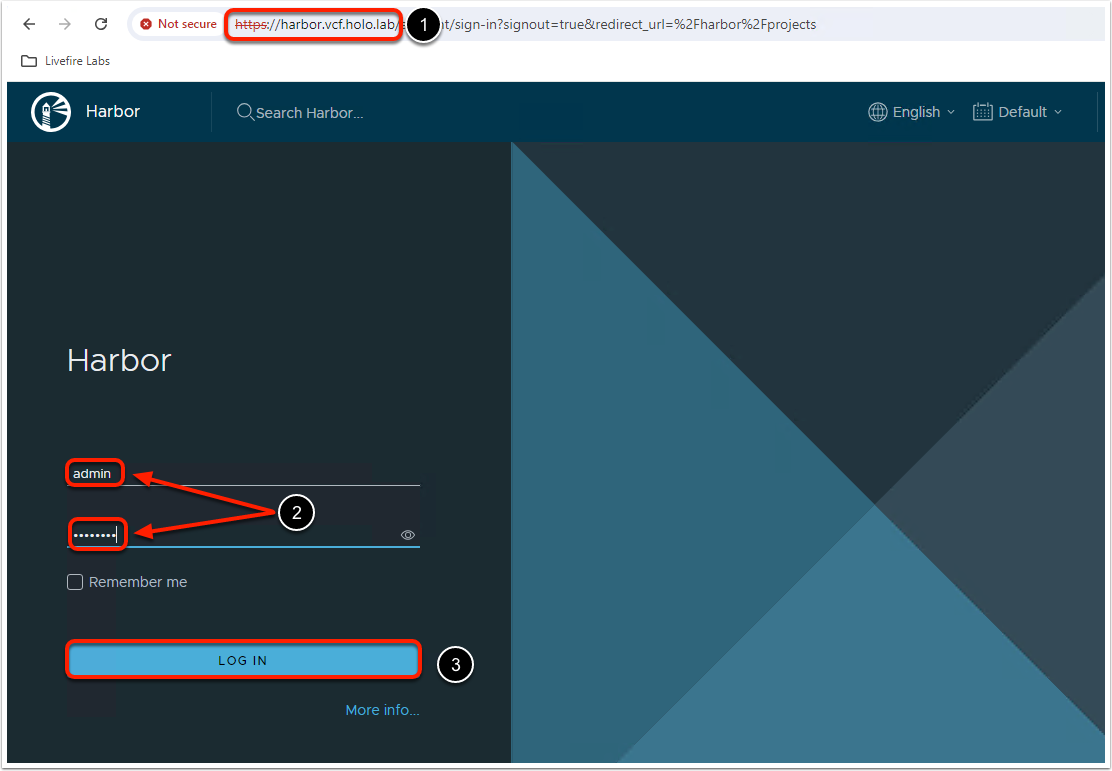 Not secure https://harbor.vcf.holo.lab/ nt/sign-in?signout=true&redirect_url=%2Fharbor%2Fprojects
1
Livefire Labs
Harbor Search Harbor... English Default
Harbor
admin
2
••••••••
Remember me
LOG IN
3
More info...